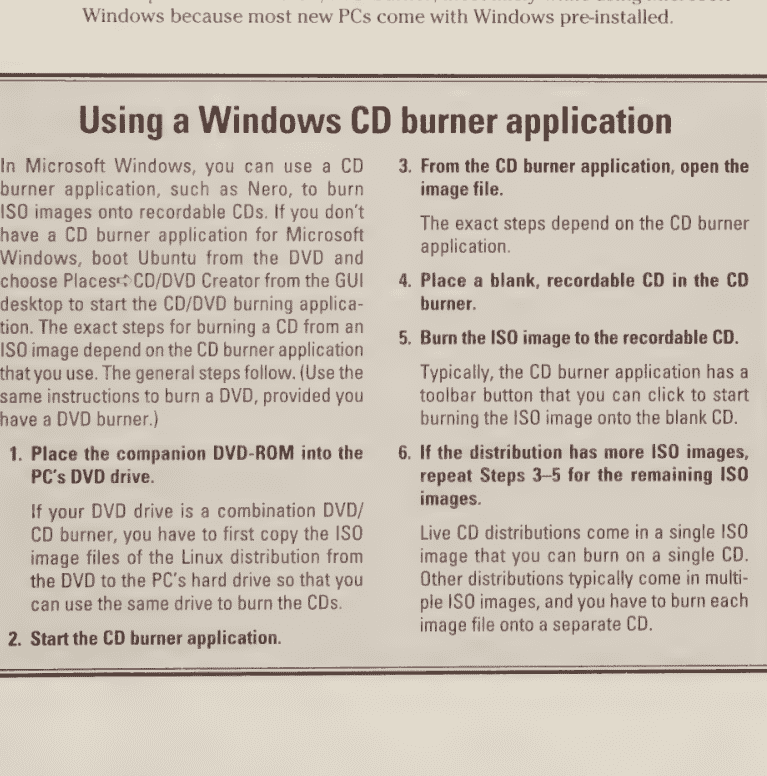 Windows because most new PCs come with Windows pre-installed.
Using a Windows CD burner application
In Microsoft Windows, you can use a CD
burner application, such as Nero, to burn
ISO images onto recordable CDs. If you don't
have a CD burner application for Microsoft
Windows, boot Ubuntu from the DVD and
choose Places➪CD/DVD Creator from the GUI
desktop to start the CD/DVD burning applica-
tion. The exact steps for burning a CD from an
ISO image depend on the CD burner application
that you use. The general steps follow. (Use the
same instructions to burn a DVD, provided you
have a DVD burner.)
1. Place the companion DVD-ROM into the
PC's DVD drive.
If your DVD drive is a combination DVD/
CD burner, you have to first copy the ISO
image files of the Linux distribution from
the DVD to the PC's hard drive so that you
can use the same drive to burn the CDs.
2. Start the CD burner application.
3. From the CD burner application, open the
image file.
The exact steps depend on the CD burner
application.
4. Place a blank, recordable CD in the CD
burner.
5. Burn the ISO image to the recordable CD.
Typically, the CD burner application has a
toolbar button that you can click to start
burning the ISO image onto the blank CD.
6. If the distribution has more ISO images,
repeat Steps 3–5 for the remaining ISO
images.
Live CD distributions come in a single ISO
image that you can burn on a single CD.
Other distributions typically come in multi-
ple ISO images, and you have to burn each
image file onto a separate CD.